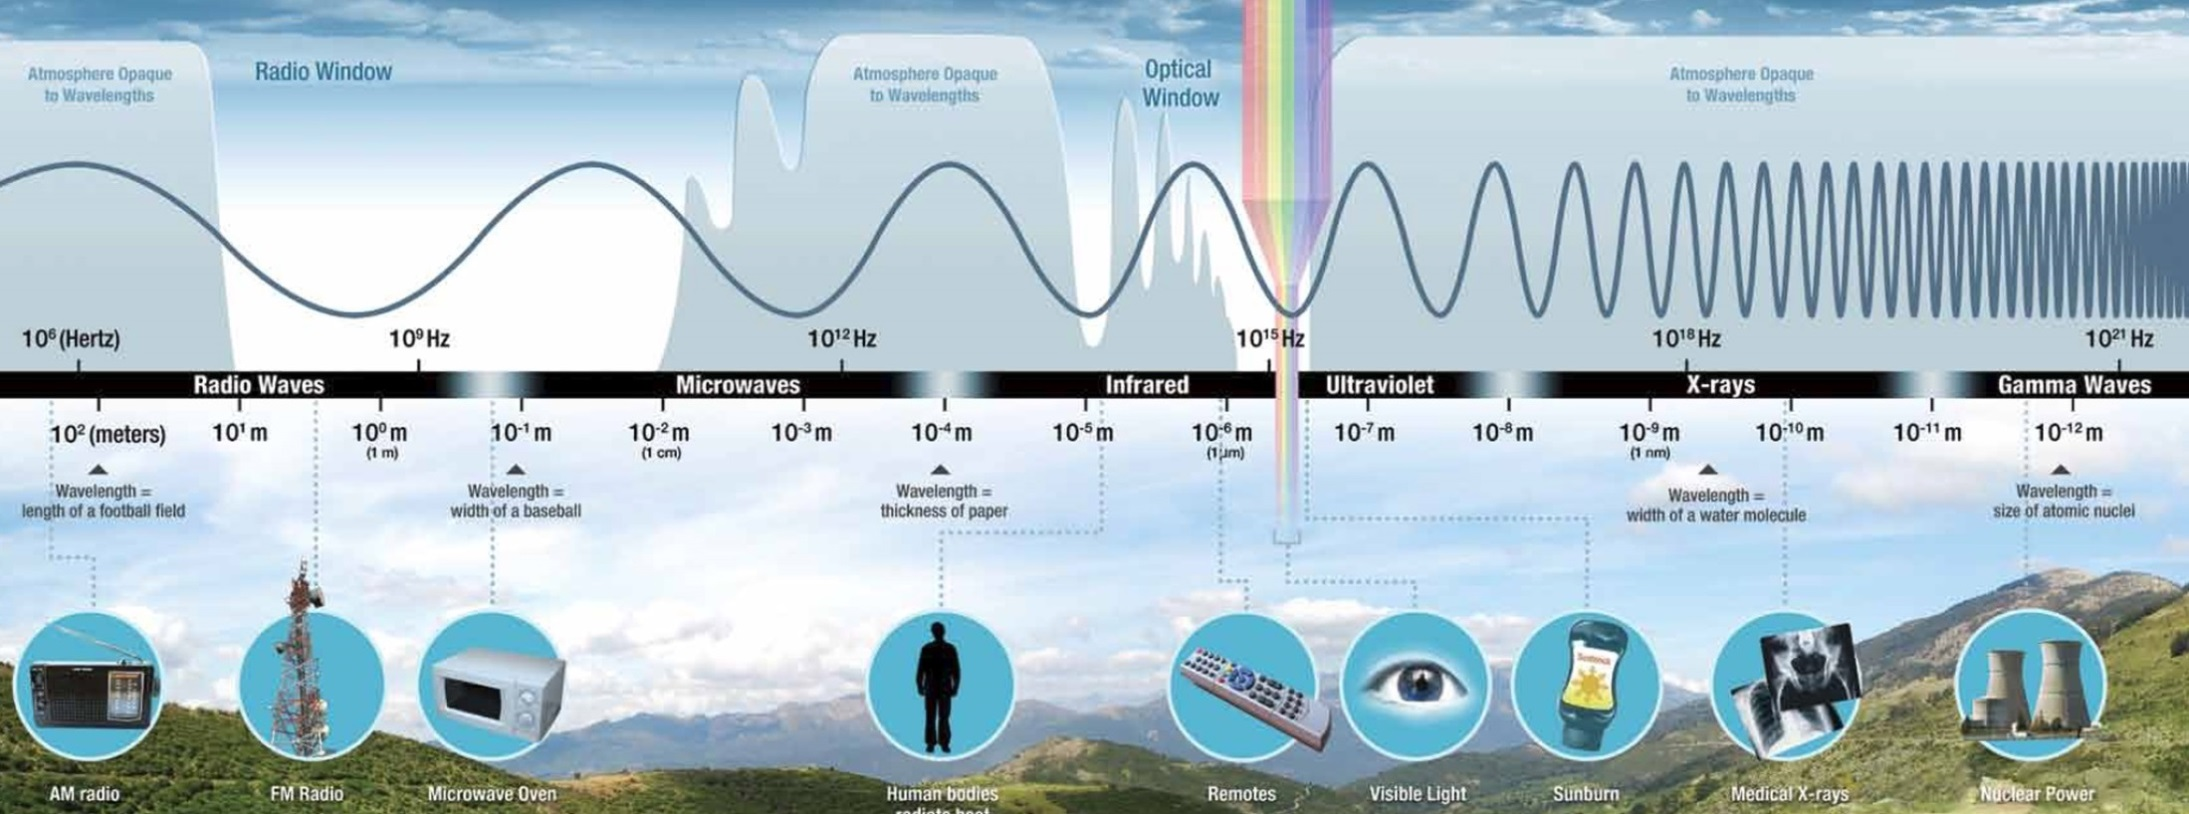 Atmosphere Opaque
to Wavelengths
Radio Window
Atmosphere Opaque
to Wavelengths
Optical
Window
Atmosphere Opaque
to Wavelengths
10⁶ (Hertz)
10⁹ Hz
10¹² Hz
10¹⁵ Hz
10¹⁸ Hz
10²¹ Hz
Radio Waves
Microwaves
Infrared
Ultraviolet
X-rays
Gamma Waves
10² (meters)
10¹ m
10⁰ m
(1 m)
10⁻¹ m
10⁻² m
(1 cm)
10⁻³ m
10⁻⁴ m
10⁻⁵ m
10⁻⁶ m
(1 µm)
10⁻⁷ m
10⁻⁸ m
10⁻⁹ m
(1 nm)
10⁻¹⁰ m
10⁻¹¹ m
10⁻¹² m
Wavelength =
length of a football field
Wavelength =
width of a baseball
Wavelength =
thickness of paper
Wavelength =
width of a water molecule
Wavelength =
size of atomic nuclei
AM radio
FM Radio
Microwave Oven
Human bodies
radiate heat
Remotes
Visible Light
Sunburn
Medical X-rays
Nuclear Power